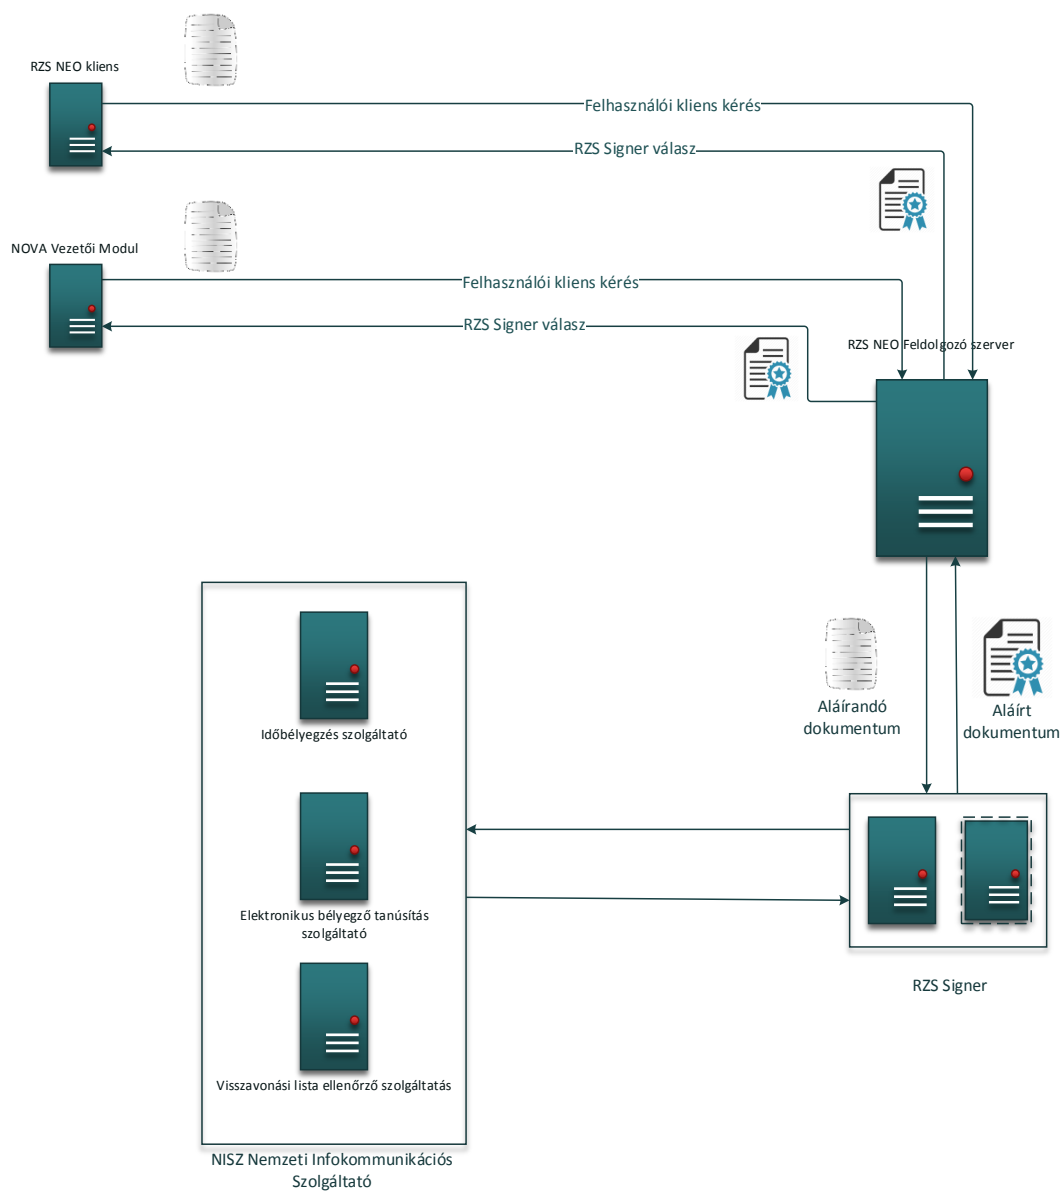 RZS NEO kliens
Felhasználói kliens kérés
RZS Signer válasz
NOVA Vezetői Modul
Felhasználói kliens kérés
RZS Signer válasz
RZS NEO Feldolgozó szerver
Aláírandó
dokumentum
Aláírt
dokumentum
Időbélyegzés szolgáltató
Elektronikus bélyegző tanúsítás
szolgáltató
Visszavonási lista ellenőrző szolgáltatás
RZS Signer
NISZ Nemzeti Infokommunikációs
Szolgáltató